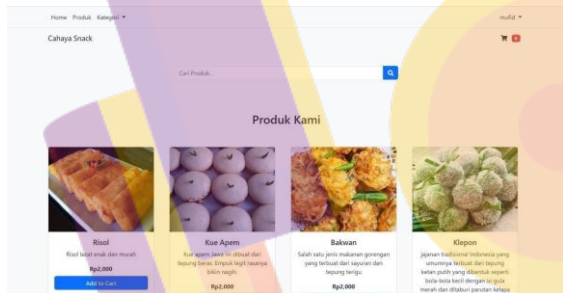 Home Produk Kategori mufid
Cahaya Snack
Cari Produk...
Produk Kami
Risol
Risol lezat enak dan murah
Rp2,000
Add to Cart
Kue Apem
Kue apem Jawa ini dibuat dari
tepung beras. Empuk legit rasanya
bikin nagih.
Rp2,000
Bakwan
Salah satu jenis makanan gorengan
yang terbuat dari sayuran dan
tepung terigu
Rp2,000
Klepon
jajanan tradisional Indonesia yang
umumnya terbuat dari tepung
ketan putih yang dibentuk seperti
bola-bola kecil dengan isi gula
merah dan ditaburi parutan kelapa